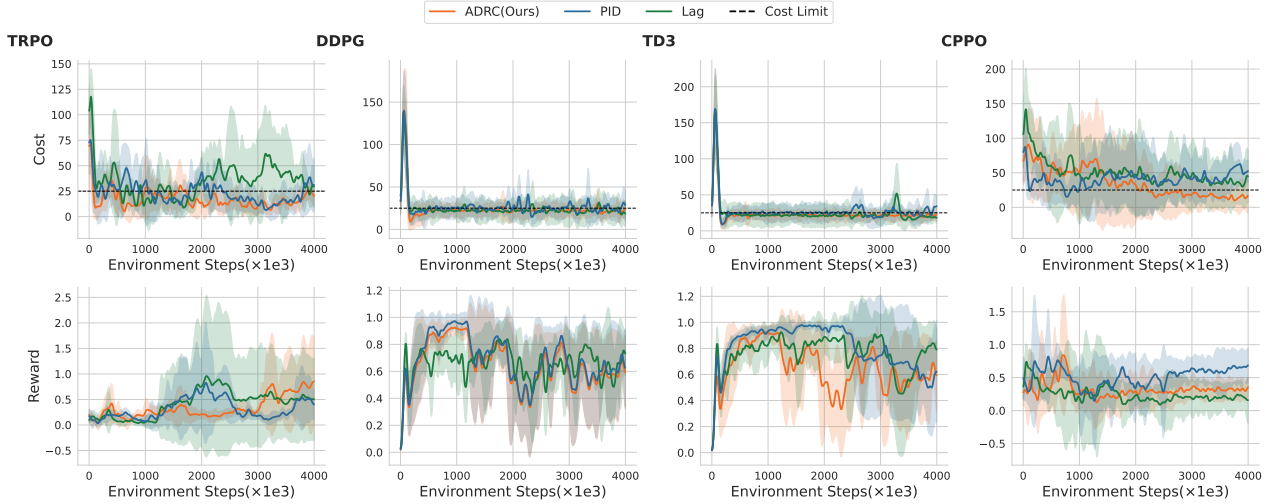 ADRC(Ours) PID Lag Cost Limit
TRPO DDPG TD3 CPPO
Cost
150
125
100
75
50
25
0
0 1000 2000 3000 4000
Environment Steps(×1e3)
150
100
50
0
0 1000 2000 3000 4000
Environment Steps(×1e3)
200
150
100
50
0
0 1000 2000 3000 4000
Environment Steps(×1e3)
200
150
100
50
0
0 1000 2000 3000 4000
Environment Steps(×1e3)
Reward
2.5
2.0
1.5
1.0
0.5
0.0
−0.5
0 1000 2000 3000 4000
Environment Steps(×1e3)
1.2
1.0
0.8
0.6
0.4
0.2
0.0
0 1000 2000 3000 4000
Environment Steps(×1e3)
1.2
1.0
0.8
0.6
0.4
0.2
0.0
0 1000 2000 3000 4000
Environment Steps(×1e3)
1.5
1.0
0.5
0.0
−0.5
0 1000 2000 3000 4000
Environment Steps(×1e3)